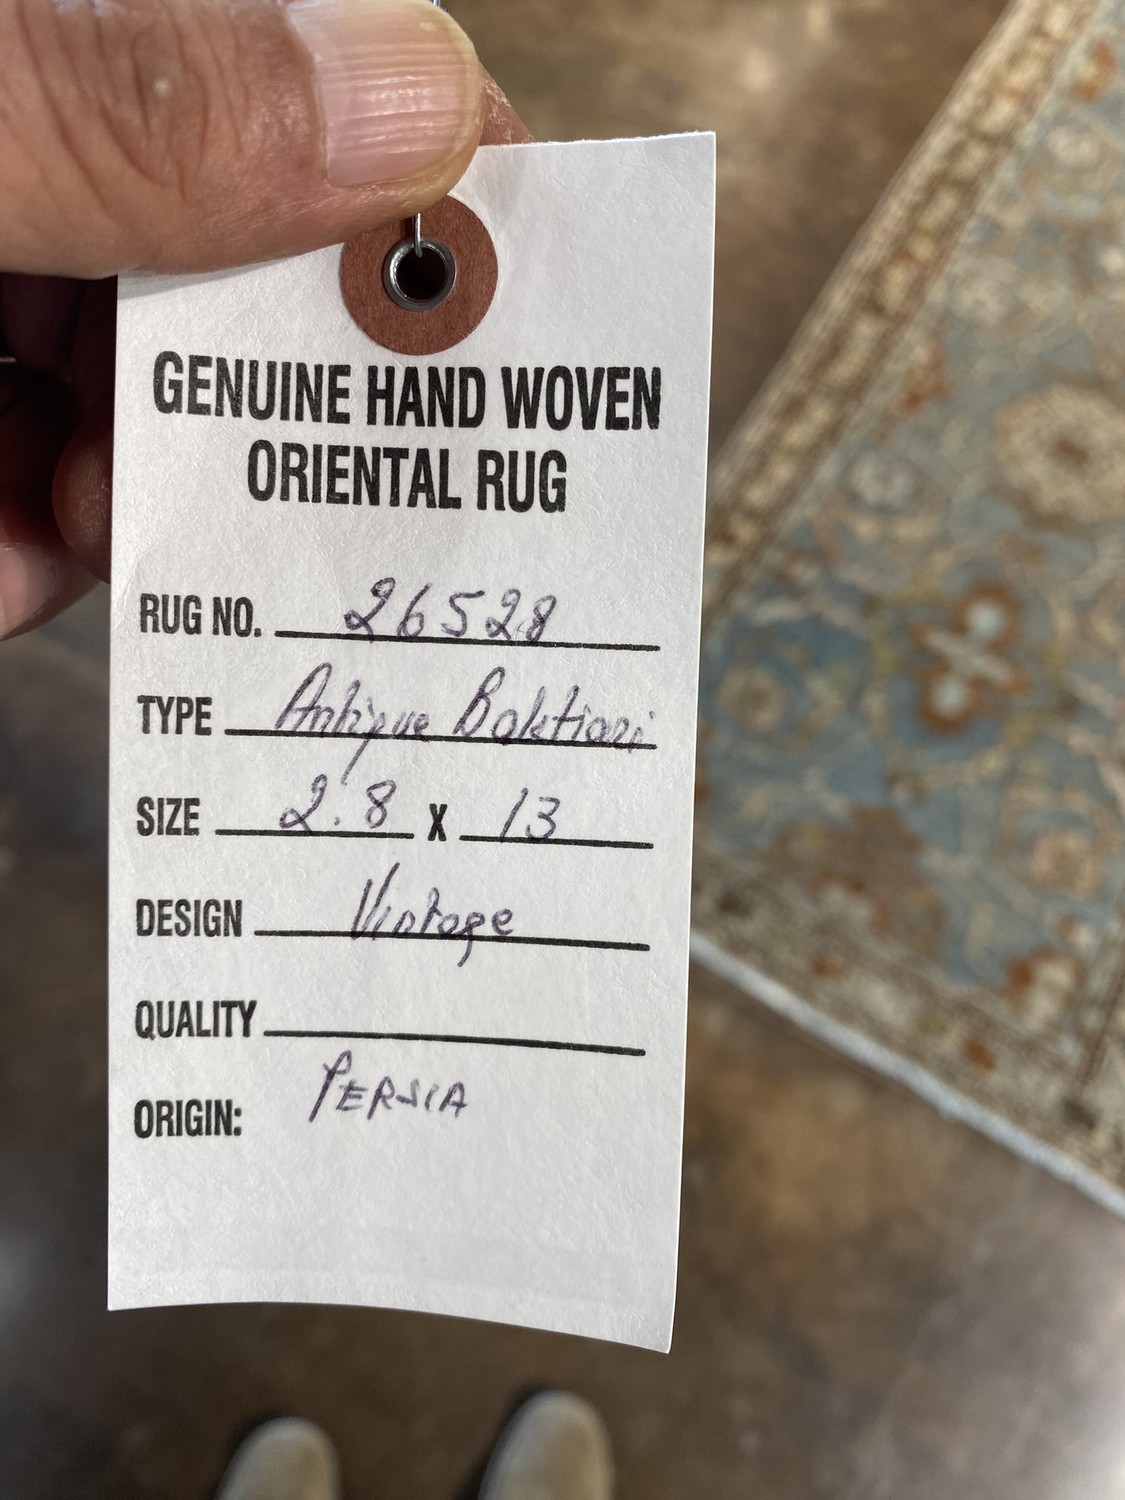 GENUINE HAND WOVEN
ORIENTAL RUG
RUG NO. 26528
TYPE Antique Baktiari
SIZE 2.8 X 13
DESIGN Vintage
QUALITY
ORIGIN: PERSIA